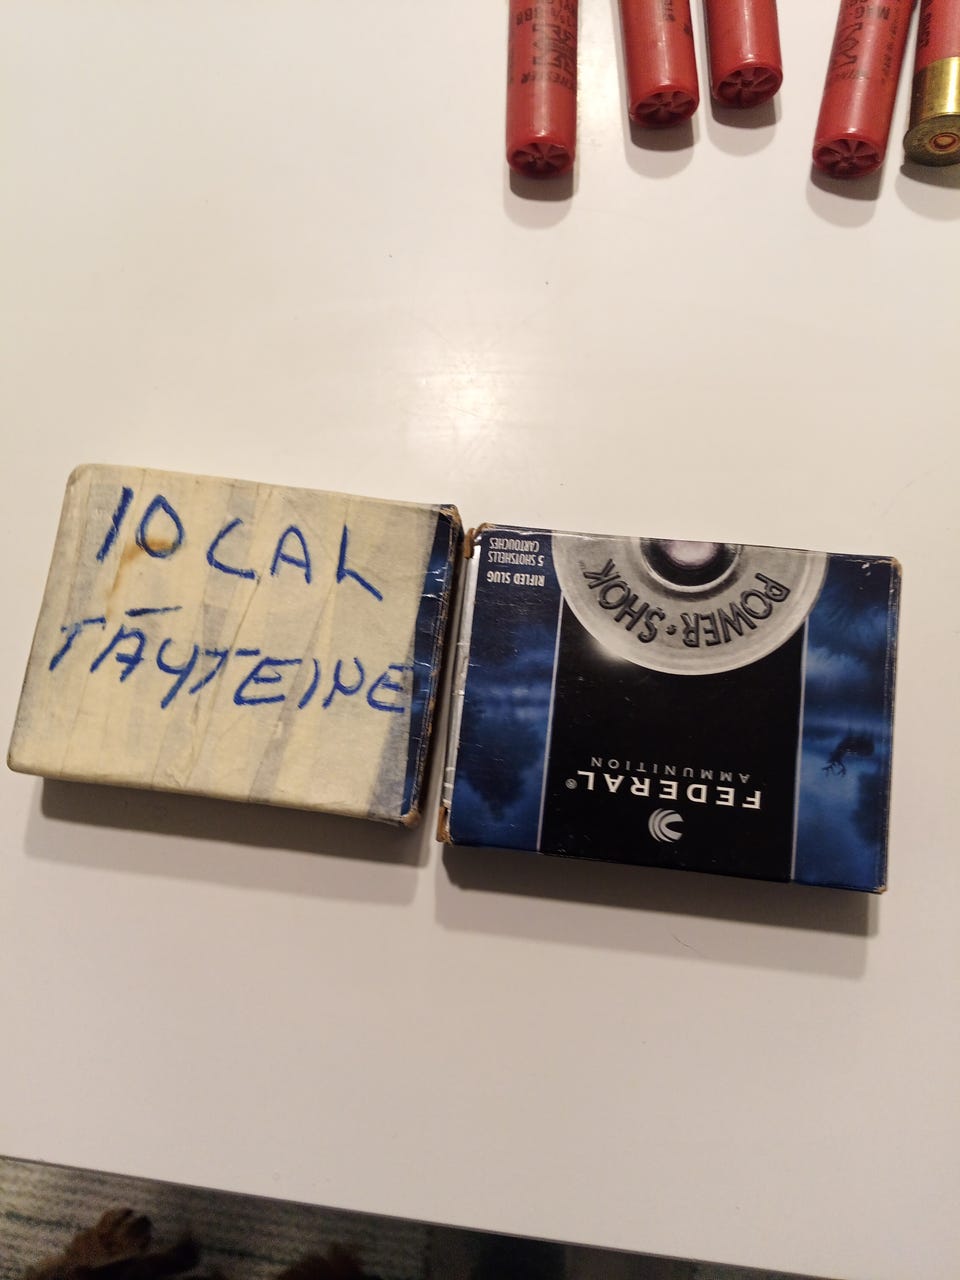 10 CAL
TÄYTEINE
RIFLED SLUG
5 SHOTSHELLS
CARTOUCHES
POWER·SHOK
FEDERAL®
AMMUNITION